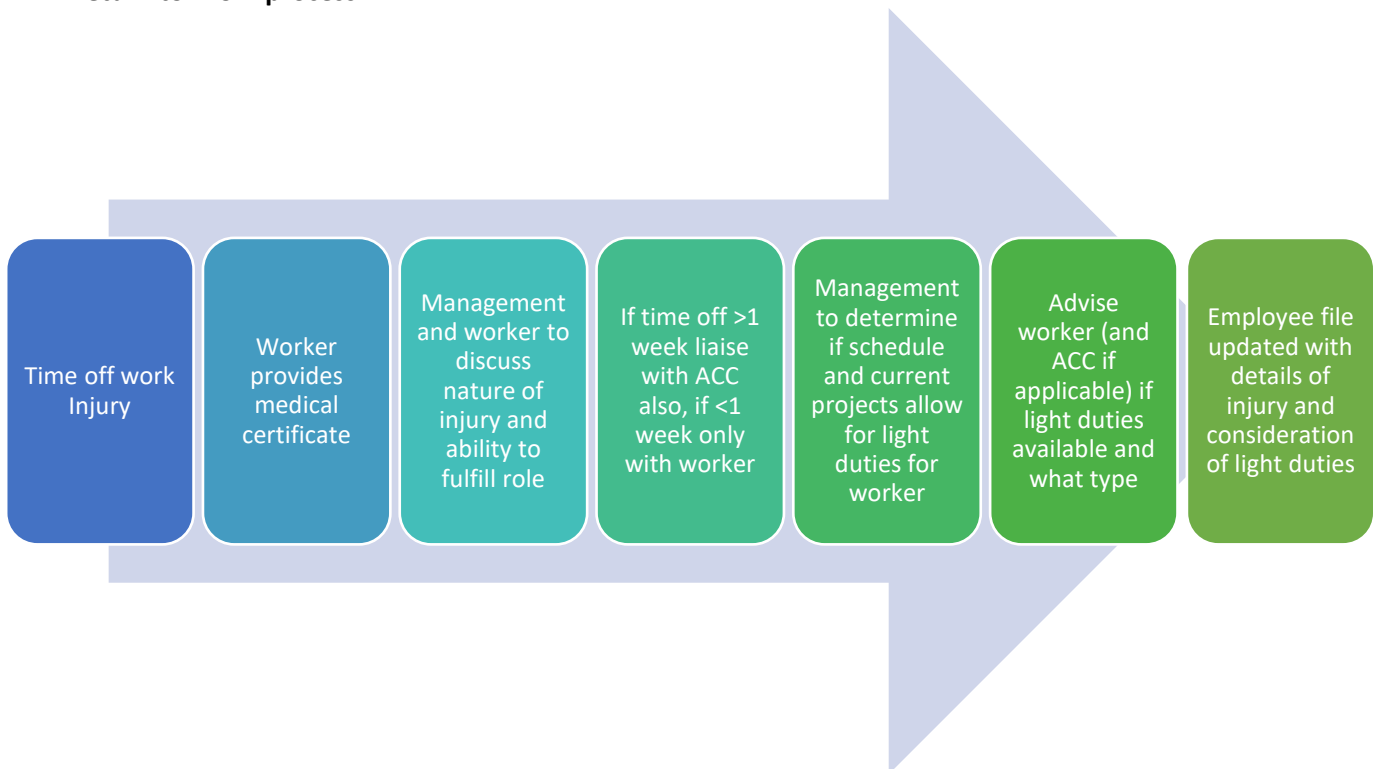 Time off work
Injury
Worker
provides
medical
certificate
Management
and worker to
discuss
nature of
injury and
ability to
fulfill role
If time off >1
week liaise
with ACC
also, if <1
week only
with worker
Management
to determine
if schedule
and current
projects allow
for light
duties for
worker
Advise
worker (and
ACC if
applicable) if
light duties
available and
what type
Employee file
updated with
details of
injury and
consideration
of light duties